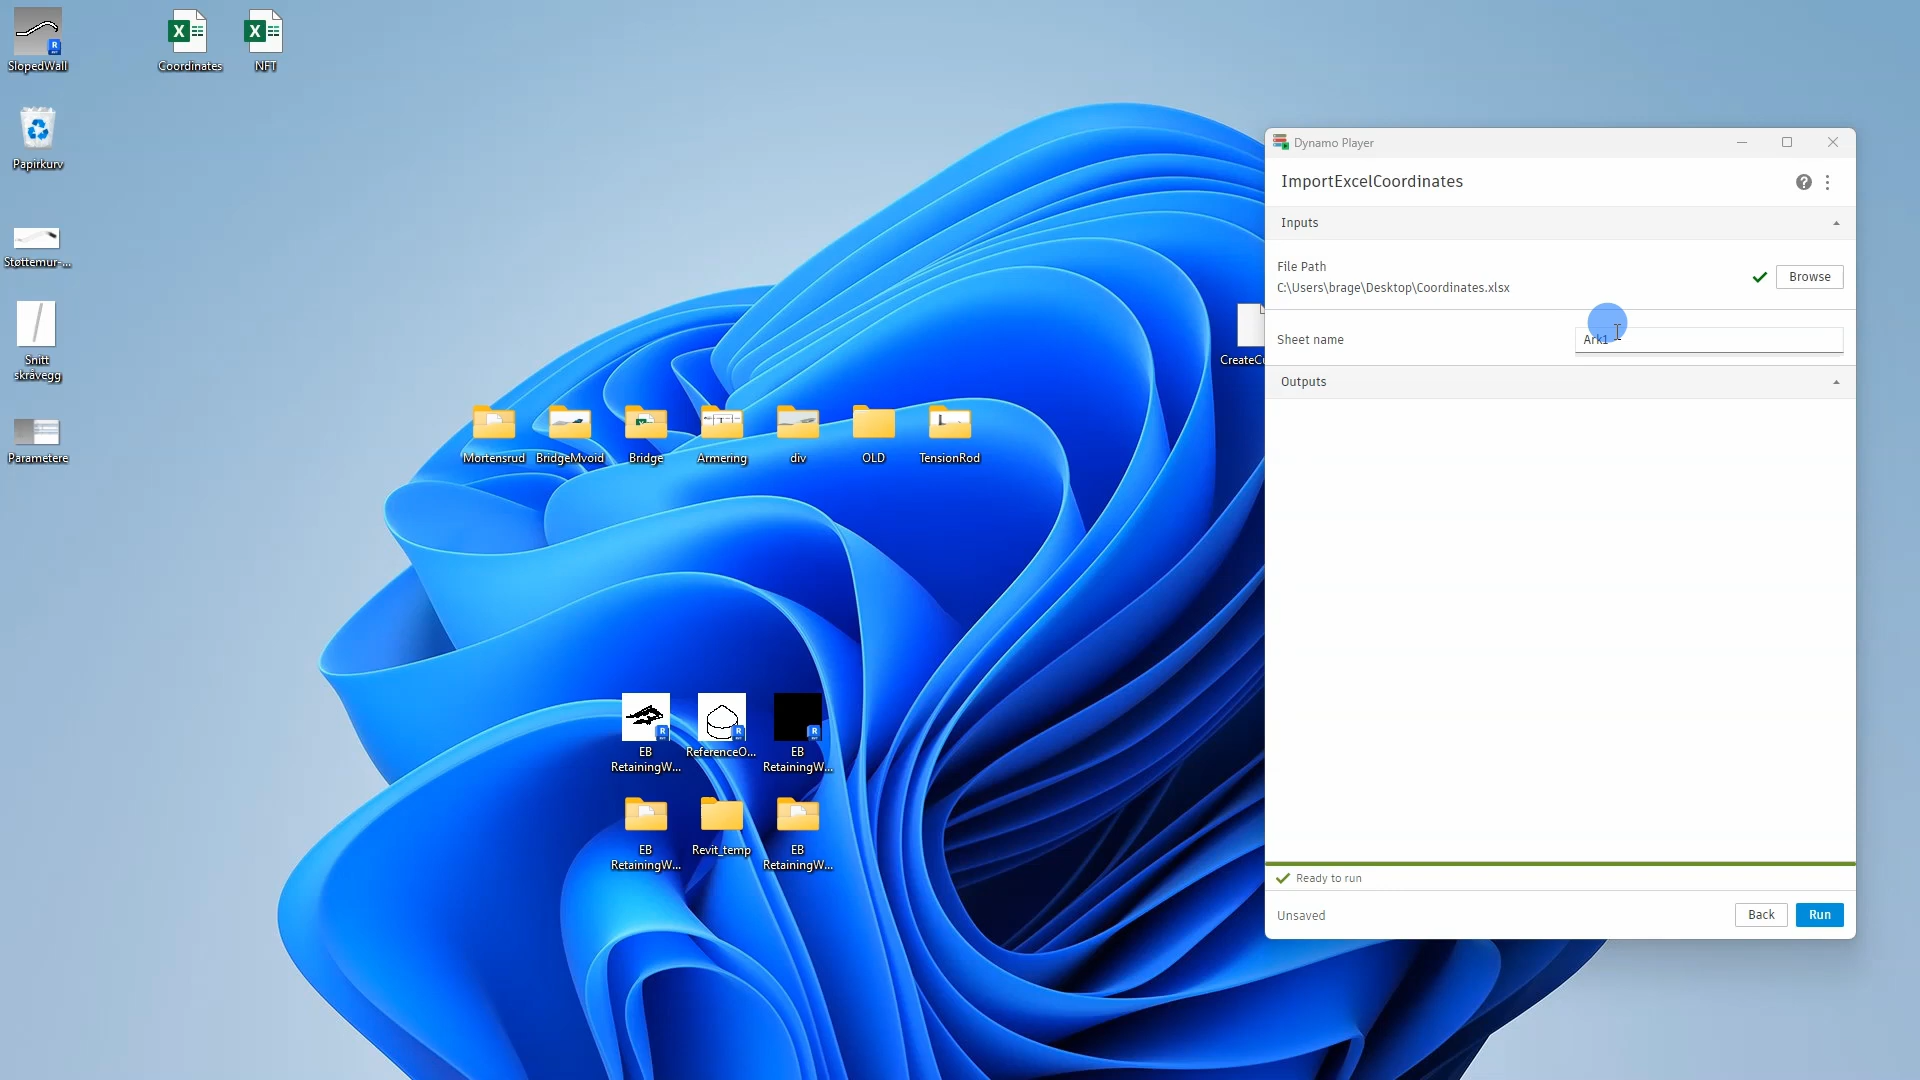 SlopedWall
Coordinates
NFT
Papirkurv
Støttemur-...
Snitt
skråvegg
Parametere
Mortensrud
BridgeMvoid
Bridge
Armering
div
OLD
TensionRod
EB
RetainingW...
ReferenceO...
EB
RetainingW...
EB
RetainingW...
Revit_temp
EB
RetainingW...
CreateCu
Dynamo Player
ImportExcelCoordinates
Inputs
File Path
C:\Users\brage\Desktop\Coordinates.xlsx
Browse
Sheet name
Ark1
Outputs
Ready to run
Unsaved
Back
Run